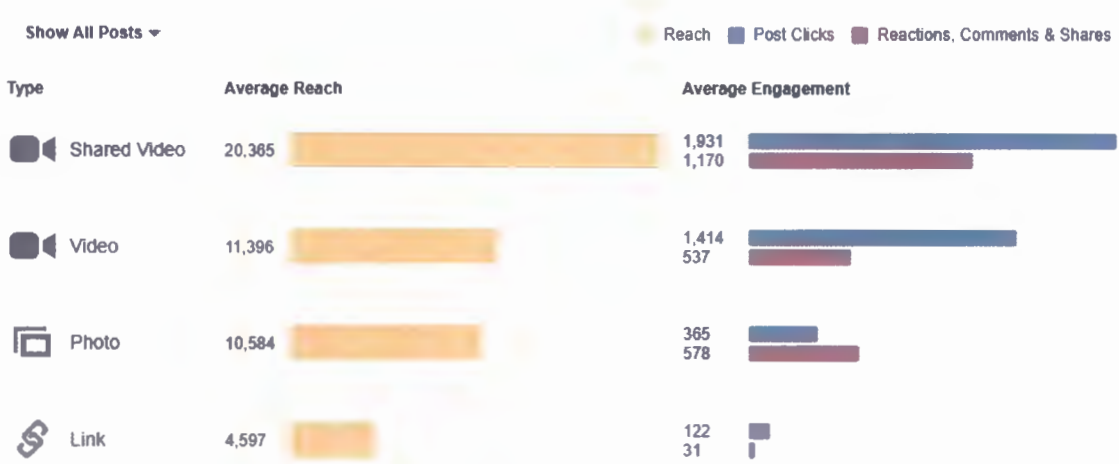 Show All Posts
Reach Post Clicks Reactions, Comments & Shares
Type Average Reach Average Engagement
Shared Video 20,365 1,931
1,170
Video 11,396 1,414
537
Photo 10,584 365
578
Link 4,597 122
31